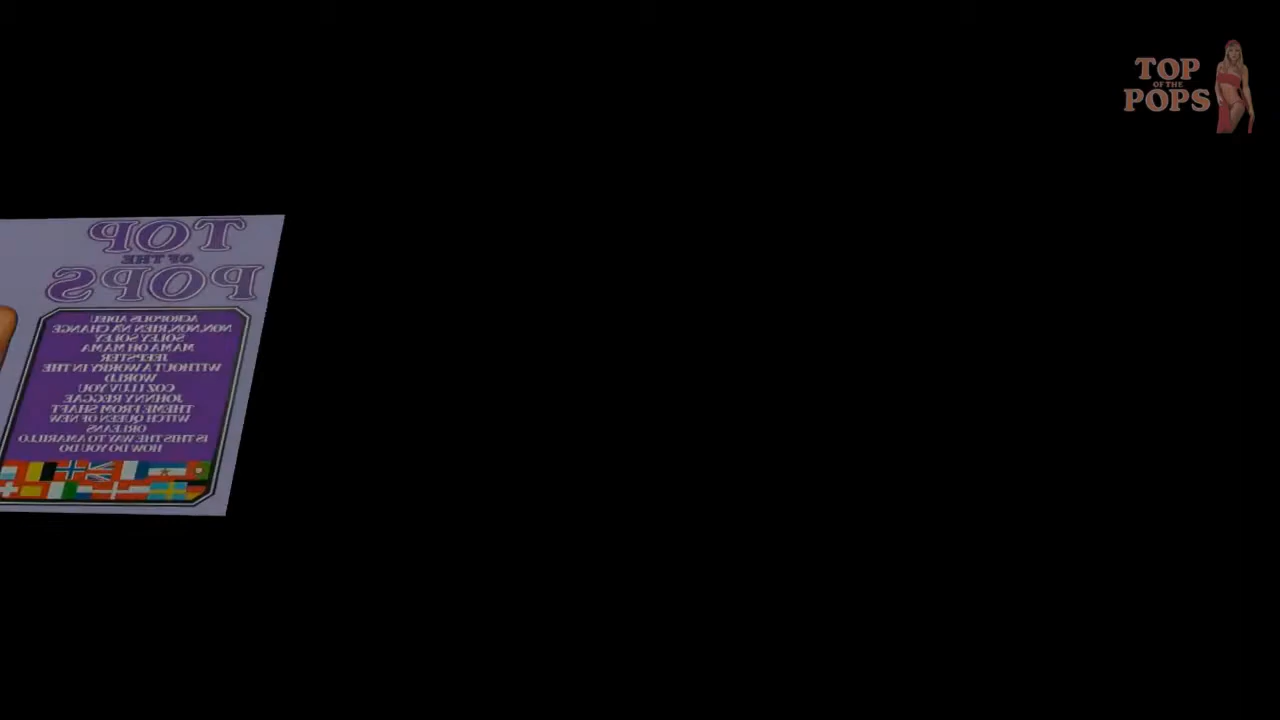 TOP
OF THE
POPS
TOP
OF THE
POPS
ACROPOLIS ADIEU
NON, NON, RIEN N'A CHANGE
SOLEY SOLEY
MAMA OH MAMA
JEEPSTER
WITHOUT A WORRY IN THE
WORLD
COZ I LUV YOU
JOHNNY REGGAE
THEME FROM SHAFT
WITCH QUEEN OF NEW
ORLEANS
IS THIS THE WAY TO AMARILLO
HOW DO YOU DO